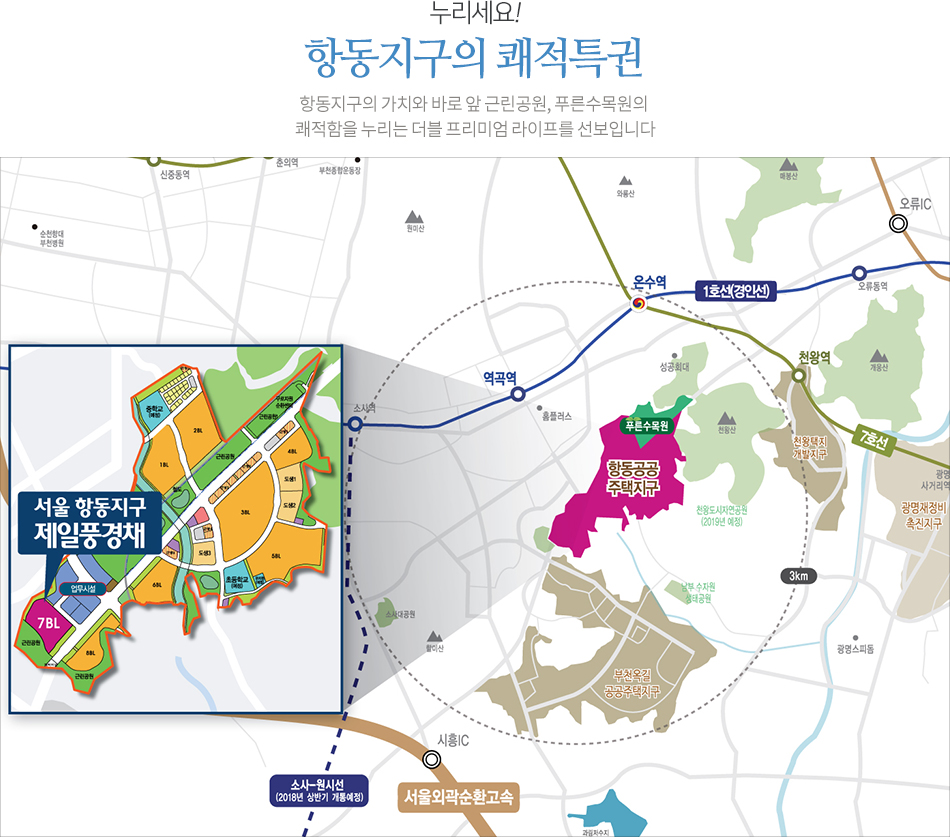 누리세요!
항동지구의 쾌적특권
항동지구의 가치와 바로 앞 근린공원, 푸른수목원의
쾌적함을 누리는 더블 프리미엄 라이프를 선보입니다
신중동역
춘의역
부천종합운동장
매봉산
와룡산
오류IC
원미산
순천향대
부천병원
온수역
1호선(경인선)
오류동역
천왕역
개웅산
성공회대
역곡역
소사역
홈플러스
푸른수목원
천왕산
7호선
천왕택지
개발지구
항동공공
주택지구
광명
사거리역
광명재정비
촉진지구
천왕도시자연공원
(2019년 예정)
3km
남부 수자원
생태공원
소사대공원
할미산
광명스피돔
부천옥길
공공주택지구
중학교
(예정)
2BL
근린공원
1BL
근린공원
4BL
도생1
도생2
3BL
도생3
5BL
6BL
초등학교
(예정)
서울 항동지구
제일풍경채
업무시설
7BL
근린공원
8BL
근린공원
시흥IC
소사–원시선
(2018년 상반기 개통예정)
서울외곽순환고속
과림저수지